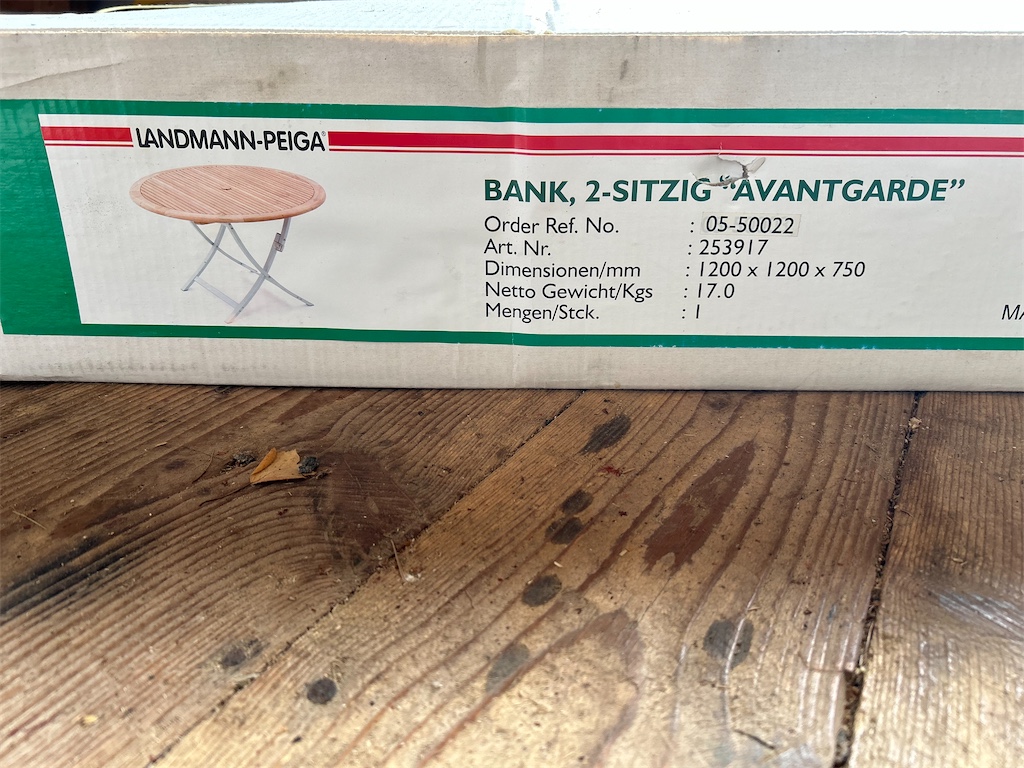 LANDMANN-PEIGA®
BANK, 2-SITZIG "AVANTGARDE"
Order Ref. No. : 05-50022
Art. Nr. : 253917
Dimensionen/mm : 1200 x 1200 x 750
Netto Gewicht/Kgs : 17.0
Mengen/Stck. : 1